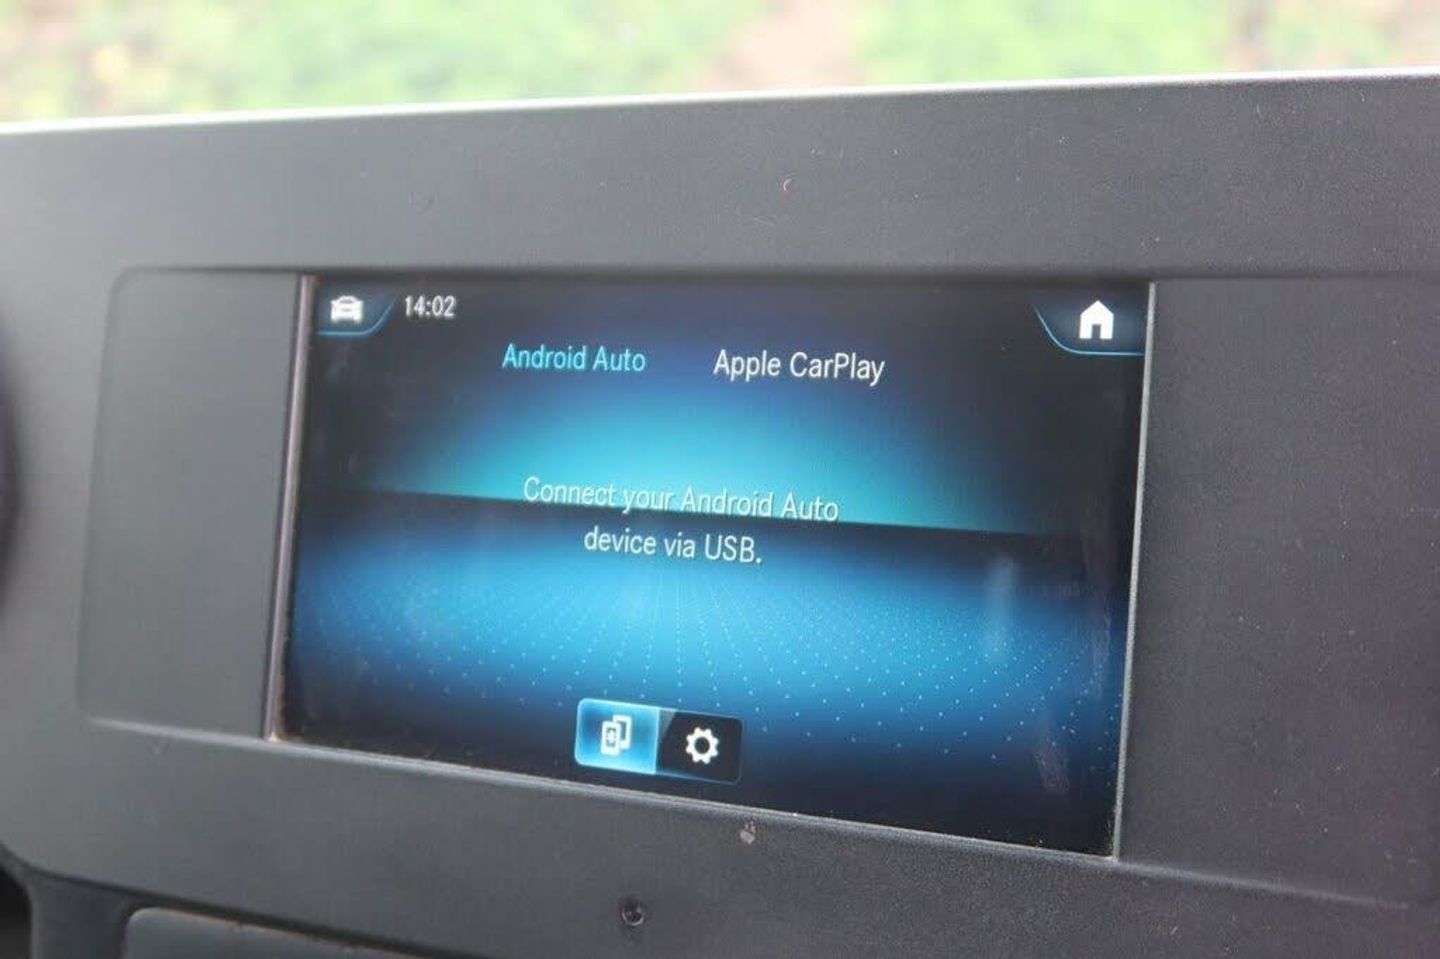 14:02
Android Auto
Apple CarPlay
Connect your Android Auto
device via USB.